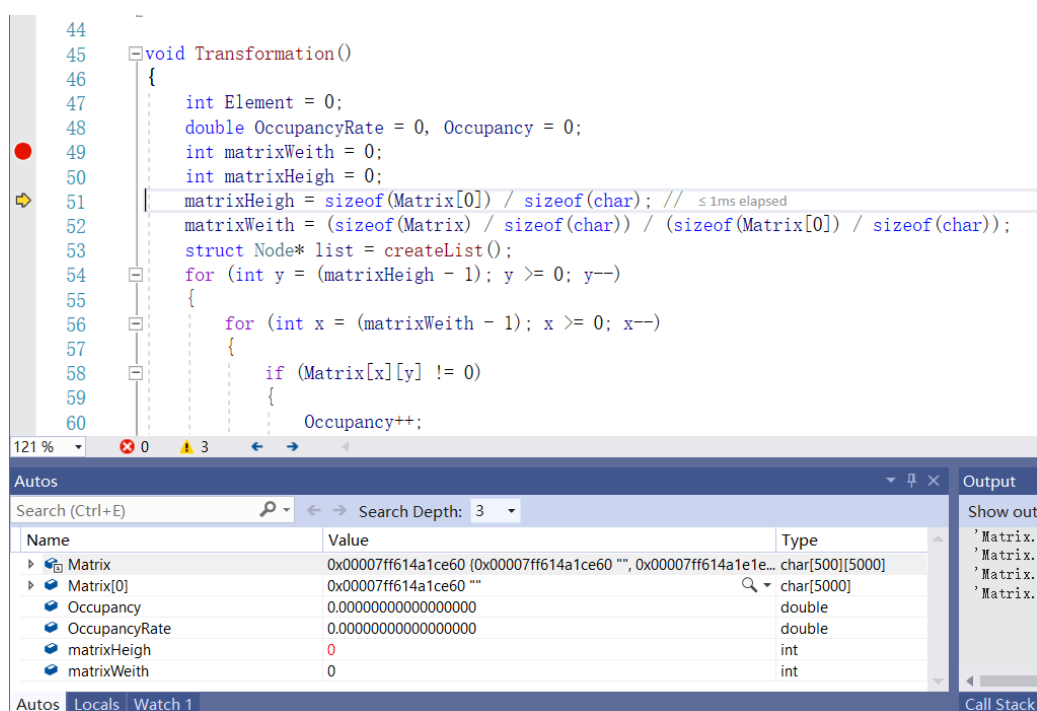 44
45 void Transformation()
46 {
47 int Element = 0;
48 double OccupancyRate = 0, Occupancy = 0;
49 int matrixWeith = 0;
50 int matrixHeigh = 0;
51 matrixHeigh = sizeof(Matrix[0]) / sizeof(char); // ≤ 1ms elapsed
52 matrixWeith = (sizeof(Matrix) / sizeof(char)) / (sizeof(Matrix[0]) / sizeof(char));
53 struct Node* list = createList();
54 for (int y = (matrixHeigh - 1); y >= 0; y--)
55 {
56 for (int x = (matrixWeith - 1); x >= 0; x--)
57 {
58 if (Matrix[x][y] != 0)
59 {
60 Occupancy++;
121 % 0 3
Autos Output
Search (Ctrl+E) Search Depth: 3 Show out
Name Value Type
Matrix 0x00007ff614a1ce60 {0x00007ff614a1ce60 "", 0x00007ff614a1e1e... char[500][5000]
Matrix[0] 0x00007ff614a1ce60 "" char[5000]
Occupancy 0.00000000000000000 double
OccupancyRate 0.00000000000000000 double
matrixHeigh 0 int
matrixWeith 0 int
'Matrix.
'Matrix.
'Matrix.
'Matrix.
Autos Locals Watch 1 Call Stack